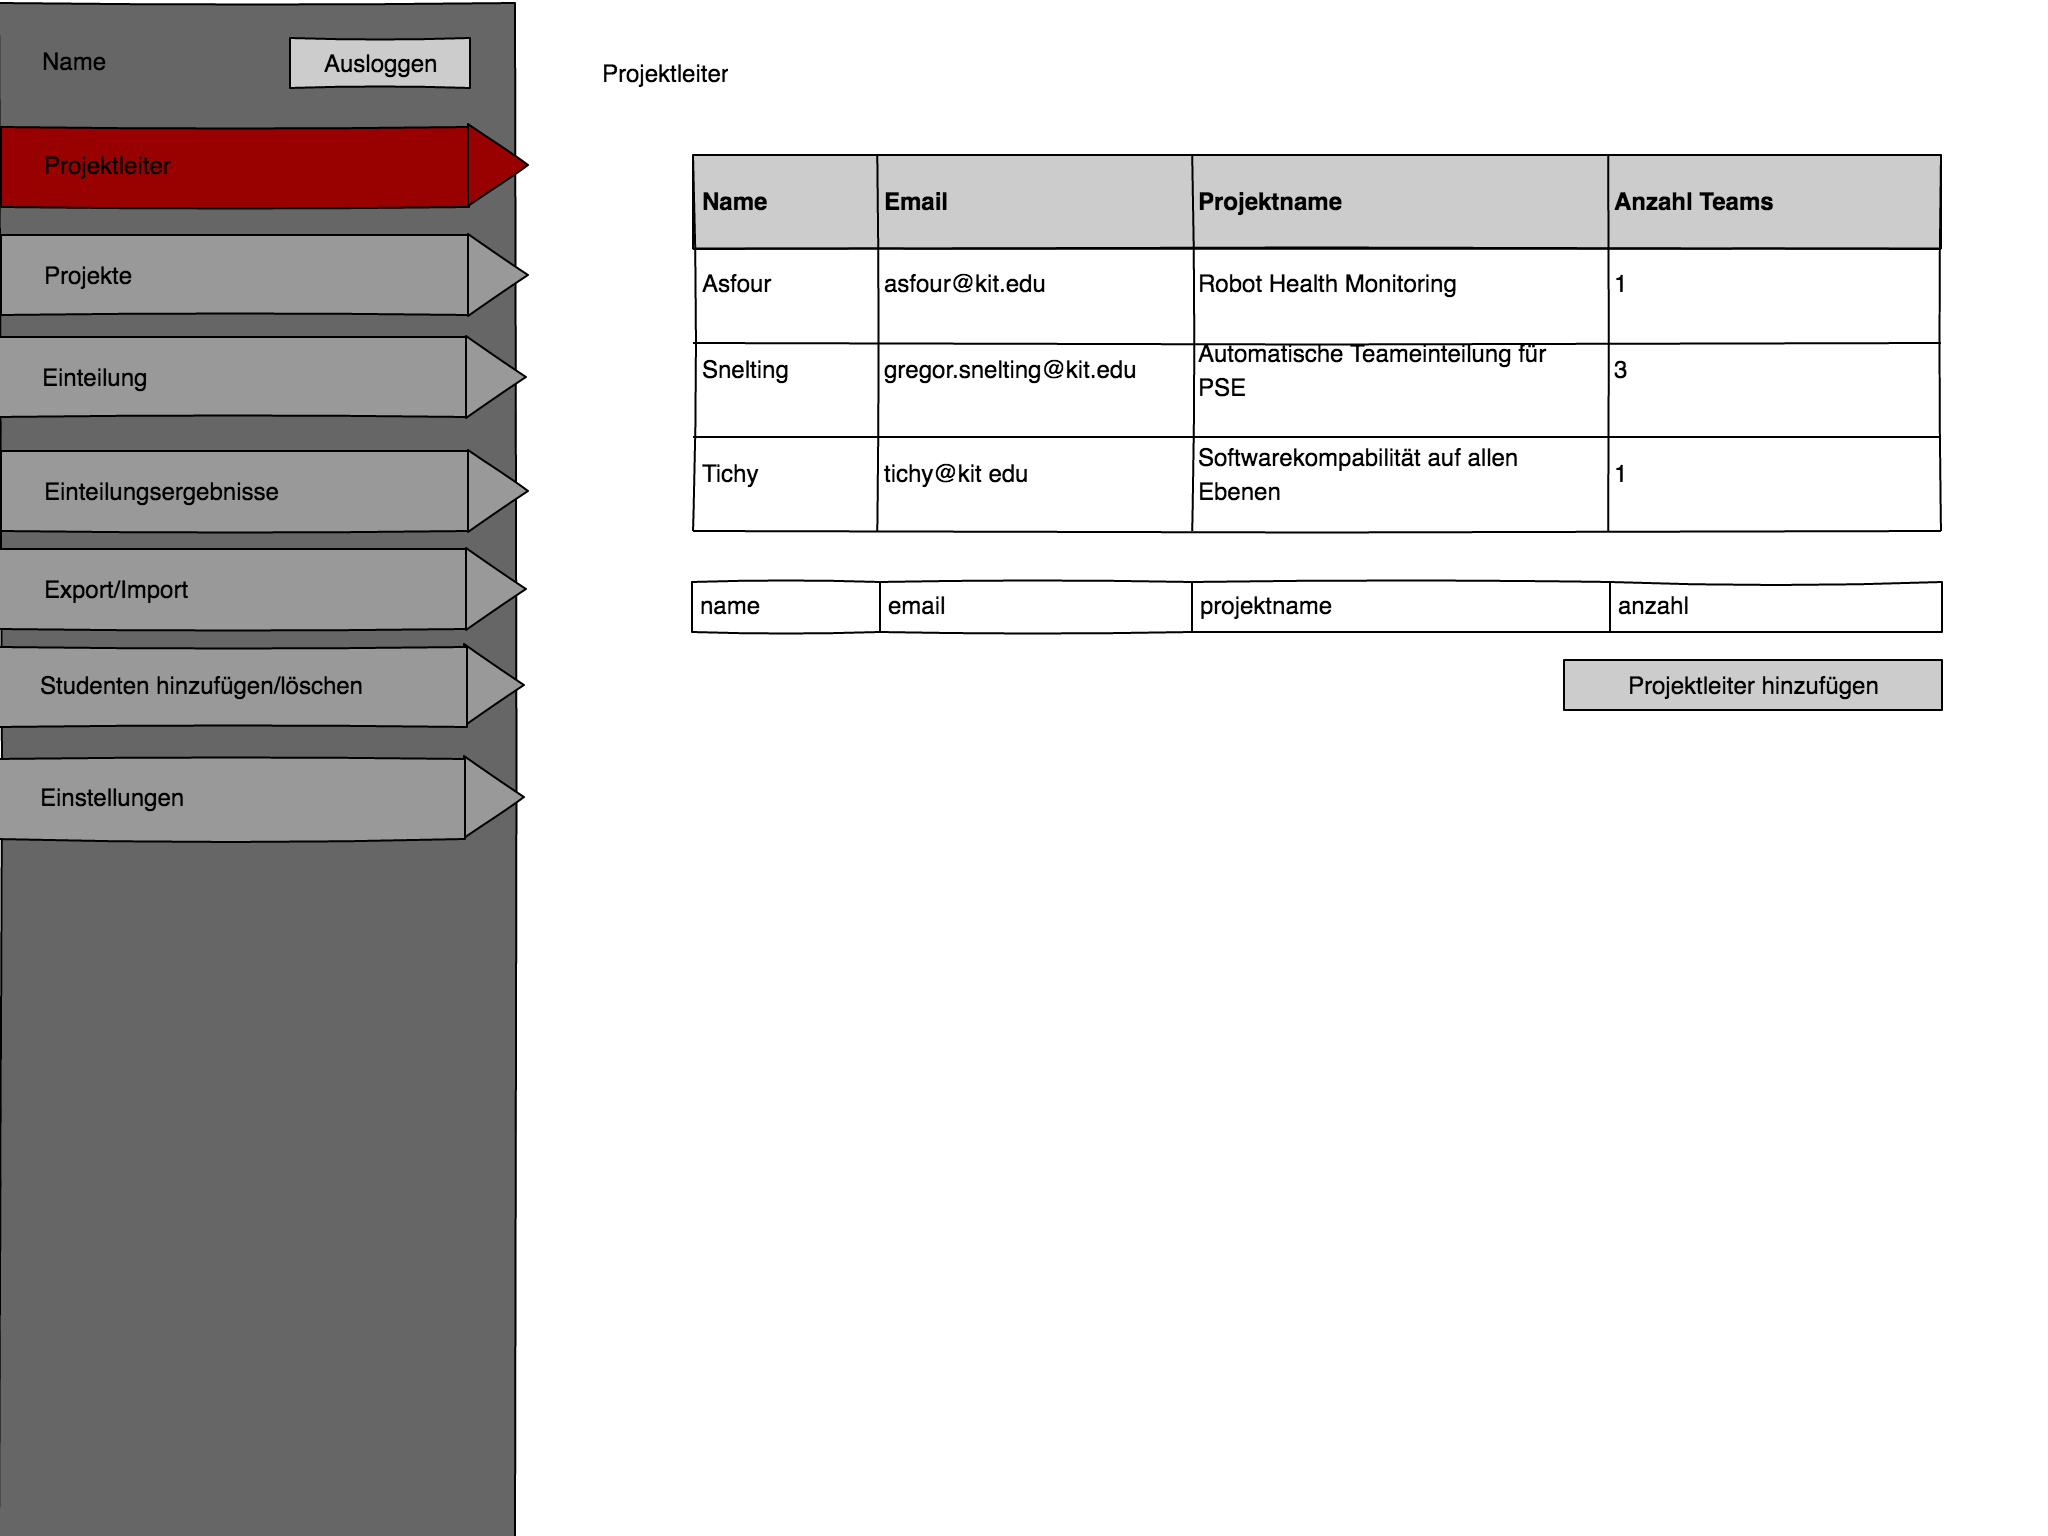 Name
Ausloggen
Projektleiter
Projekte
Einteilung
Einteilungsergebnisse
Export/Import
Studenten hinzufügen/löschen
Einstellungen
Projektleiter
Name Email Projektname Anzahl Teams
Asfour asfour@kit.edu Robot Health Monitoring 1
Snelting gregor.snelting@kit.edu Automatische Teameinteilung für 3
PSE
Tichy tichy@kit edu Softwarekompabilität auf allen 1
Ebenen
name email projektname anzahl
Projektleiter hinzufügen